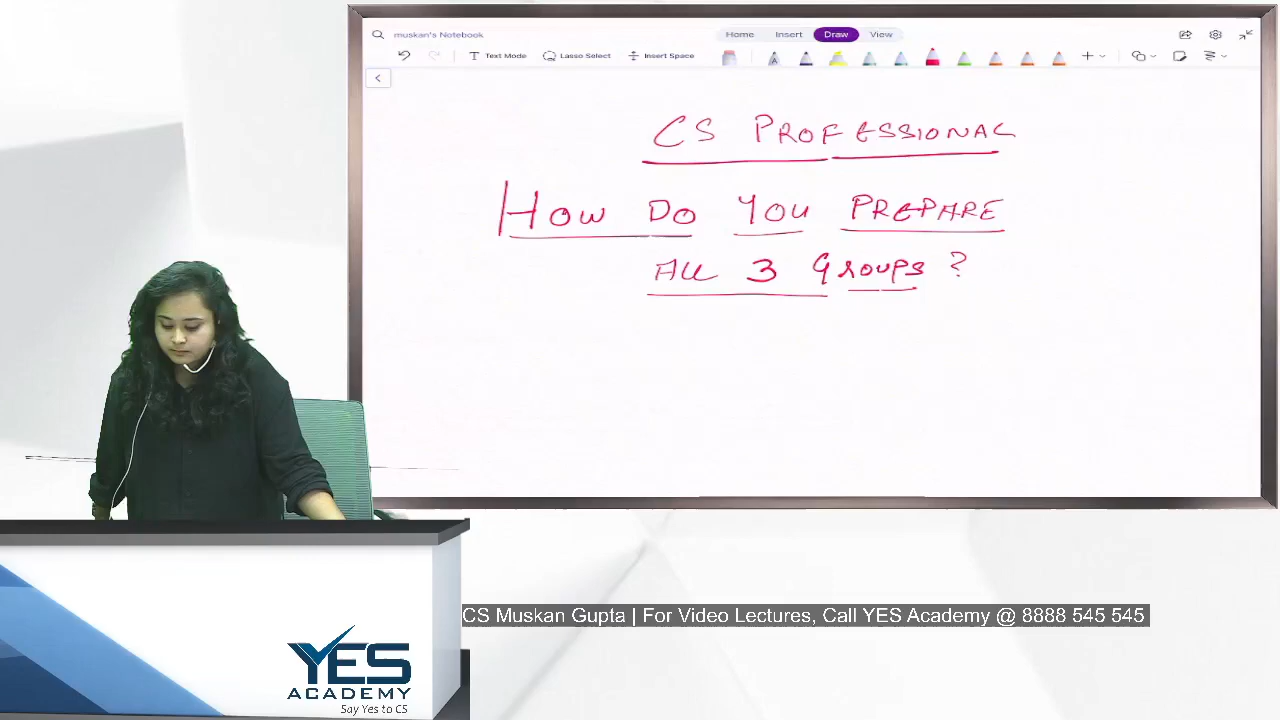 muskan's Notebook
Home Insert Draw View
Text Mode Lasso Select Insert Space
CS PROFESSIONAL
HOW DO YOU PREPARE
ALL 3 Groups ?
CS Muskan Gupta | For Video Lectures, Call YES Academy @ 8888 545 545
YES
ACADEMY
Say Yes to CS